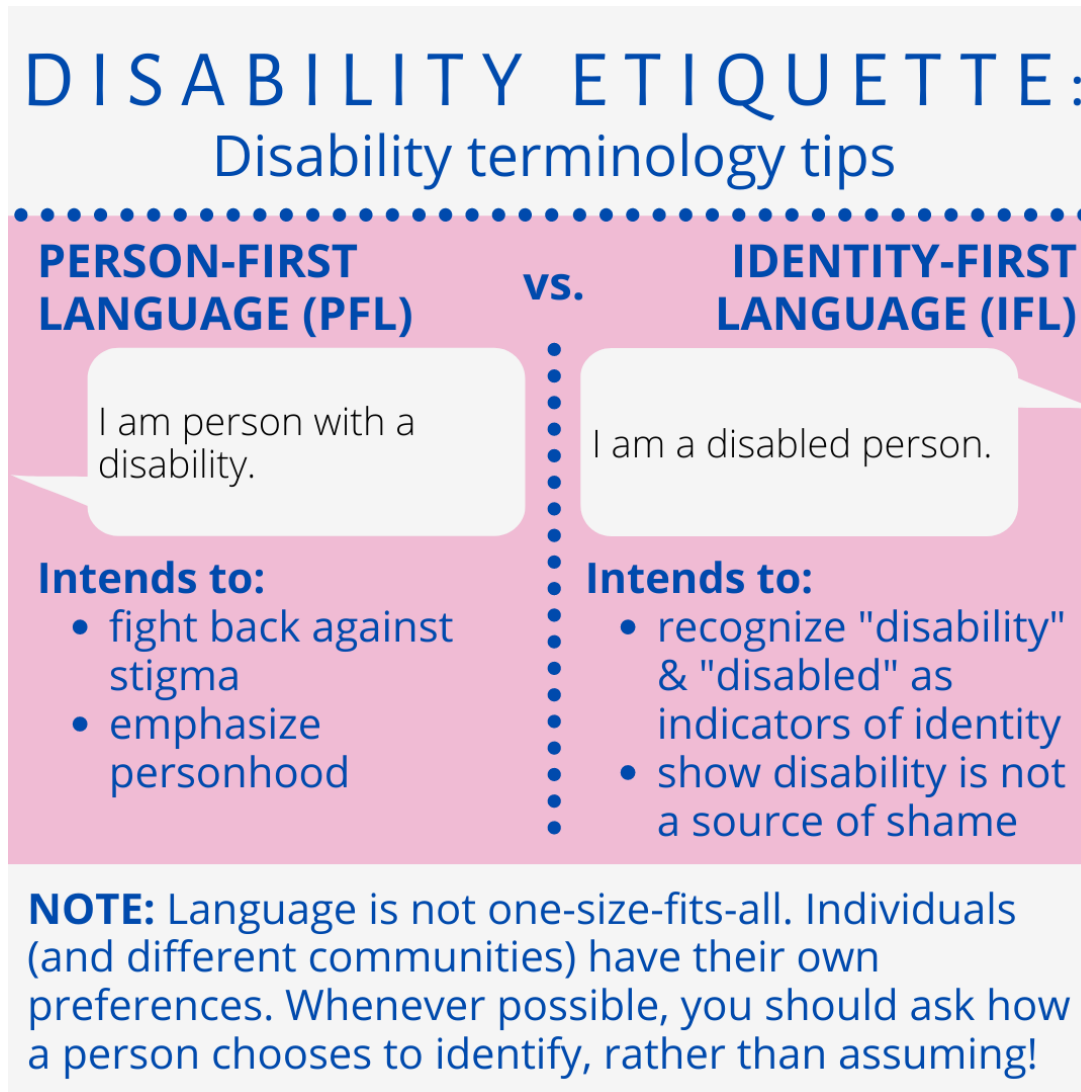 DISABILITY ETIQUETTE:
Disability terminology tips
PERSON-FIRST
LANGUAGE (PFL)
vs.
IDENTITY-FIRST
LANGUAGE (IFL)
I am person with a
disability.
Intends to:
• fight back against
stigma
• emphasize
personhood
I am a disabled person.
Intends to:
• recognize "disability"
& "disabled" as
indicators of identity
• show disability is not
a source of shame
NOTE: Language is not one-size-fits-all. Individuals
(and different communities) have their own
preferences. Whenever possible, you should ask how
a person chooses to identify, rather than assuming!